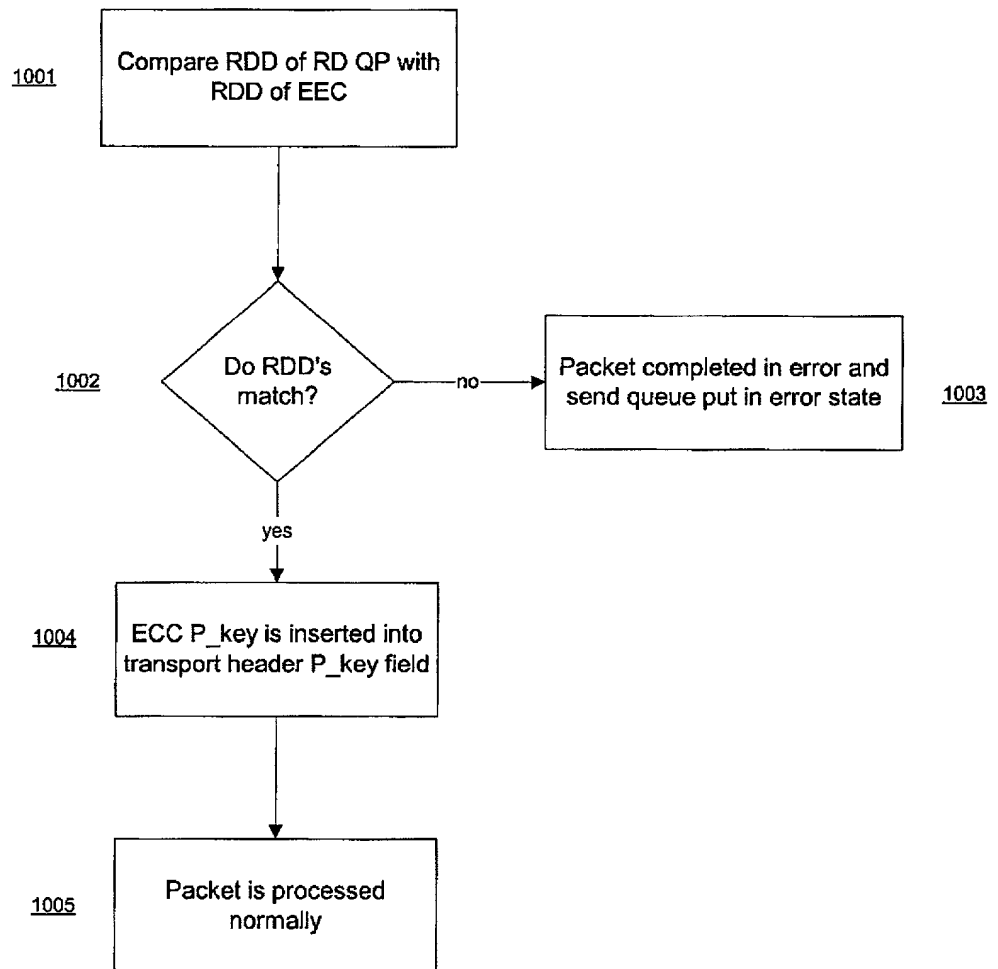 1001
Compare RDD of RD QP with
RDD of EEC
1002
Do RDD's
match?
no
Packet completed in error and
send queue put in error state
1003
yes
1004
ECC P_key is inserted into
transport header P_key field
1005
Packet is processed
normally